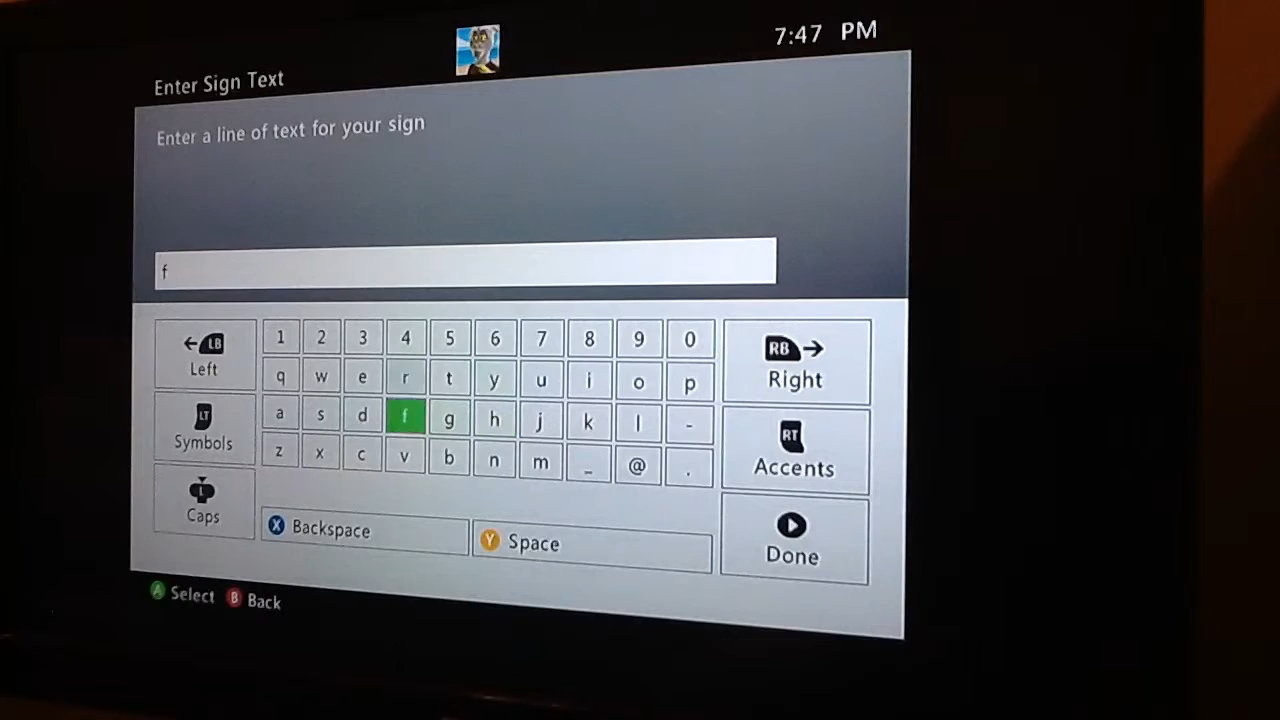 7:47 PM
Enter Sign Text
Enter a line of text for your sign
f
LB
Left
1 2 3 4 5 6 7 8 9 0
RB
Right
q w e r t y u i o p
LT
Symbols
a s d f g h j k l -
RT
Accents
z x c v b n m _ @ .
L
Caps
X Backspace
Y Space
Done
A Select B Back